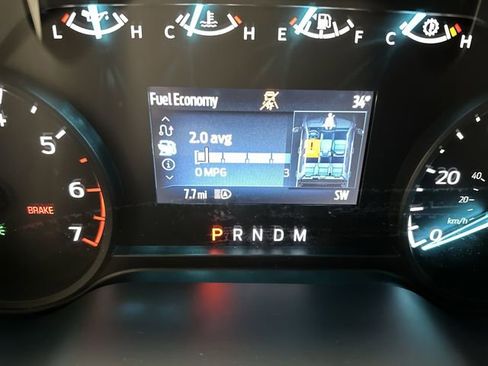 L H C H E F H
Fuel Economy 34°
2.0 avg
0 MPG 3
7.7 mi A SW
5
6
7
BRAKE
P R N D M
20 40
20
km/h
0